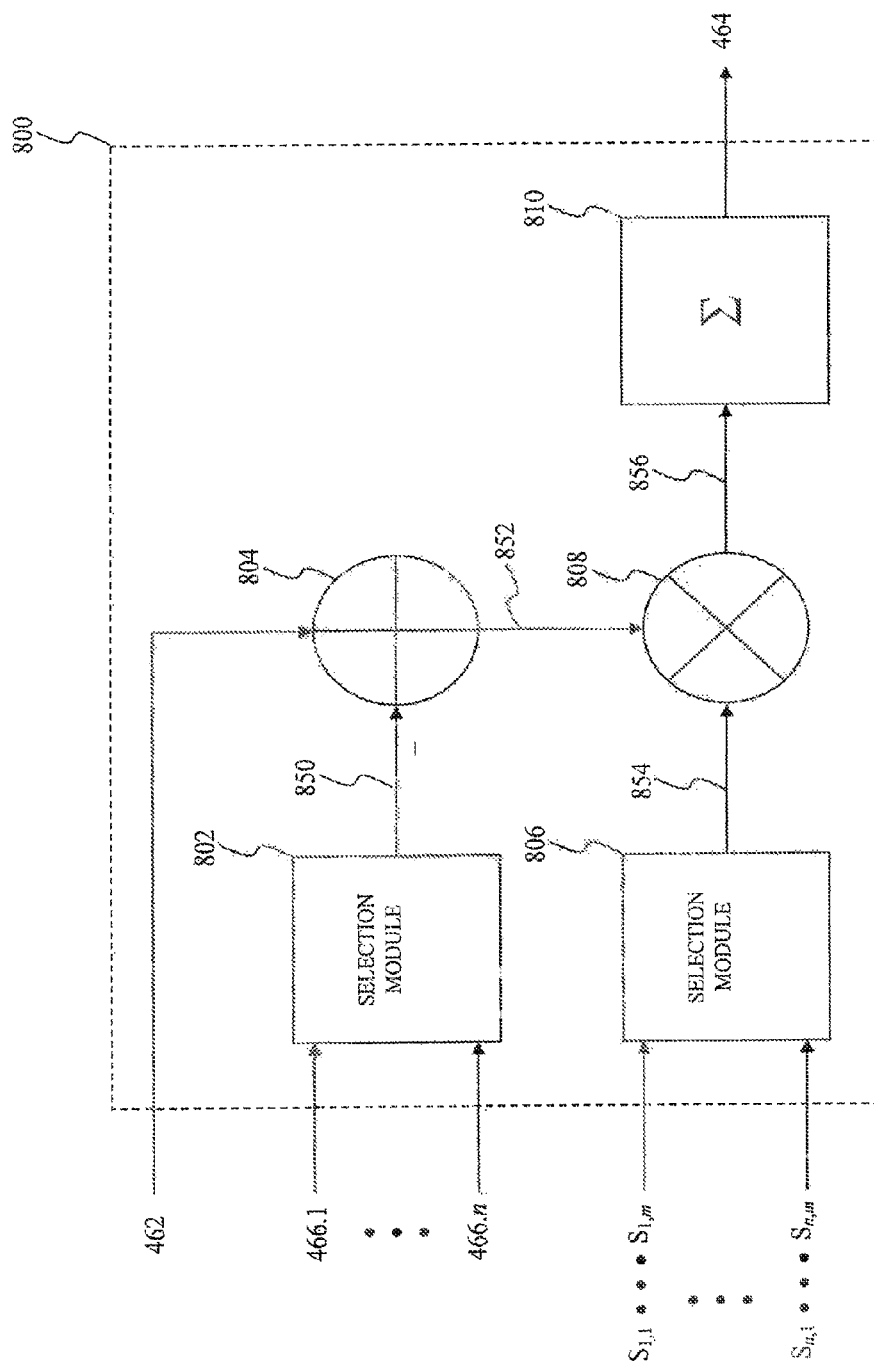 800
462
804
852
810
Σ
464
466.1
466.n
802
SELECTION
MODULE
850
–
808
856
806
SELECTION
MODULE
854
S1,1 • • • S1,m
Sn,1 • • • Sn,m